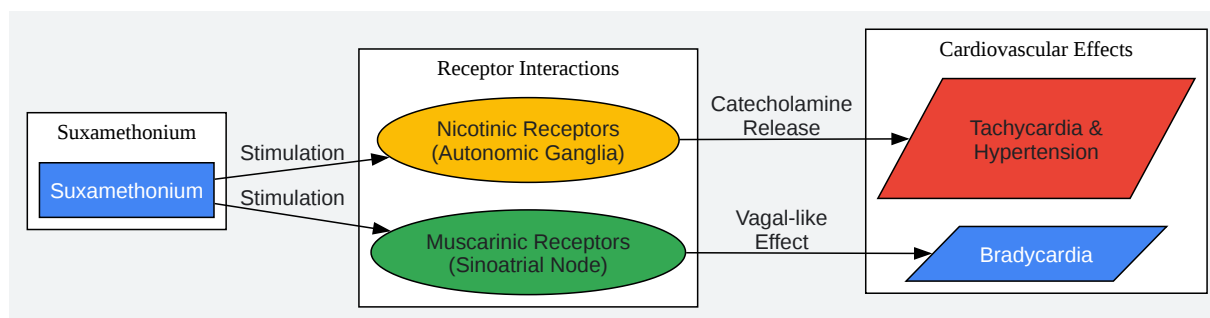 Suxamethonium
Suxamethonium
Stimulation
Stimulation
Receptor Interactions
Nicotinic Receptors
(Autonomic Ganglia)
Muscarinic Receptors
(Sinoatrial Node)
Catecholamine
Release
Vagal-like
Effect
Cardiovascular Effects
Tachycardia &
Hypertension
Bradycardia